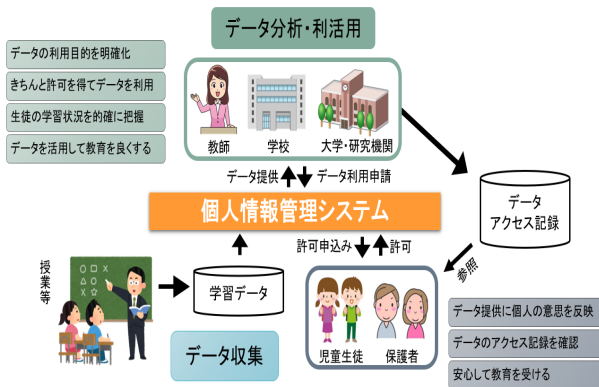 データ分析・利活用
データの利用目的を明確化
きちんと許可を得てデータを利用
生徒の学習状況を的確に把握
データを活用して教育を良くする
教師
学校
大学・研究機関
データ提供
データ利用申請
個人情報管理システム
データ
アクセス記録
許可申込み
許可
参照
授業等
学習データ
データ収集
児童生徒
保護者
データ提供に個人の意思を反映
データのアクセス記録を確認
安心して教育を受ける